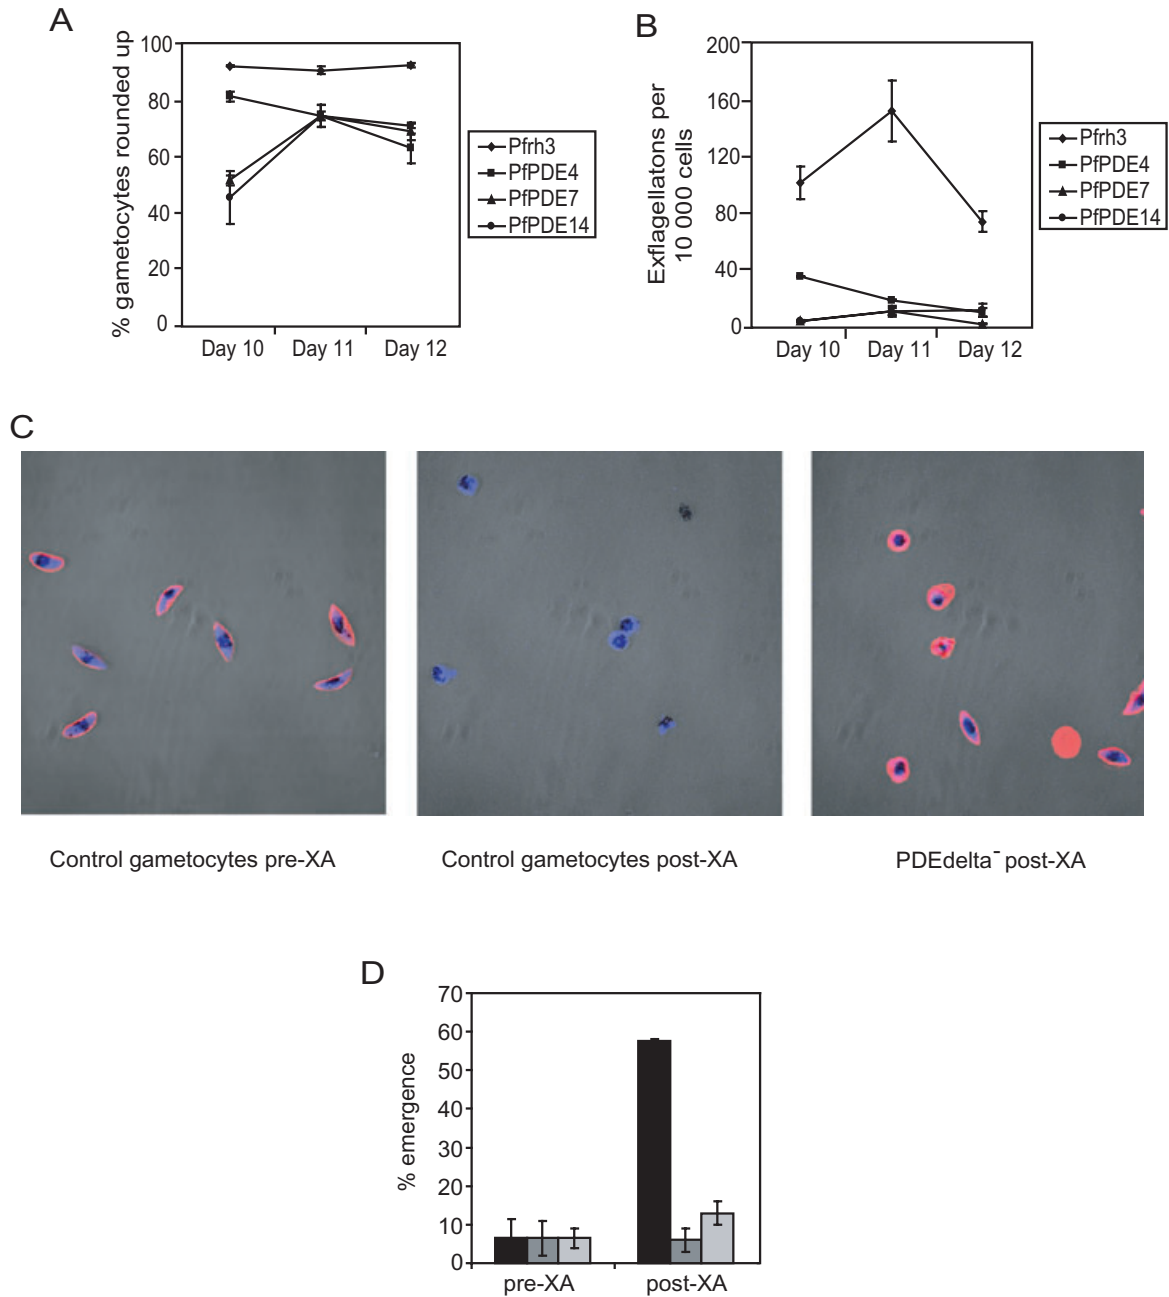 A
% gametocytes rounded up
100
80
60
40
20
0
Day 10
Day 11
Day 12
Pfrh3
PfPDE4
PfPDE7
PfPDE14
B
Exflagellatons per
10 000 cells
200
160
120
80
40
0
Day 10
Day 11
Day 12
Pfrh3
PfPDE4
PfPDE7
PfPDE14
C
Control gametocytes pre-XA
Control gametocytes post-XA
PDEdelta⁻ post-XA
D
% emergence
70
60
50
40
30
20
10
0
pre-XA
post-XA